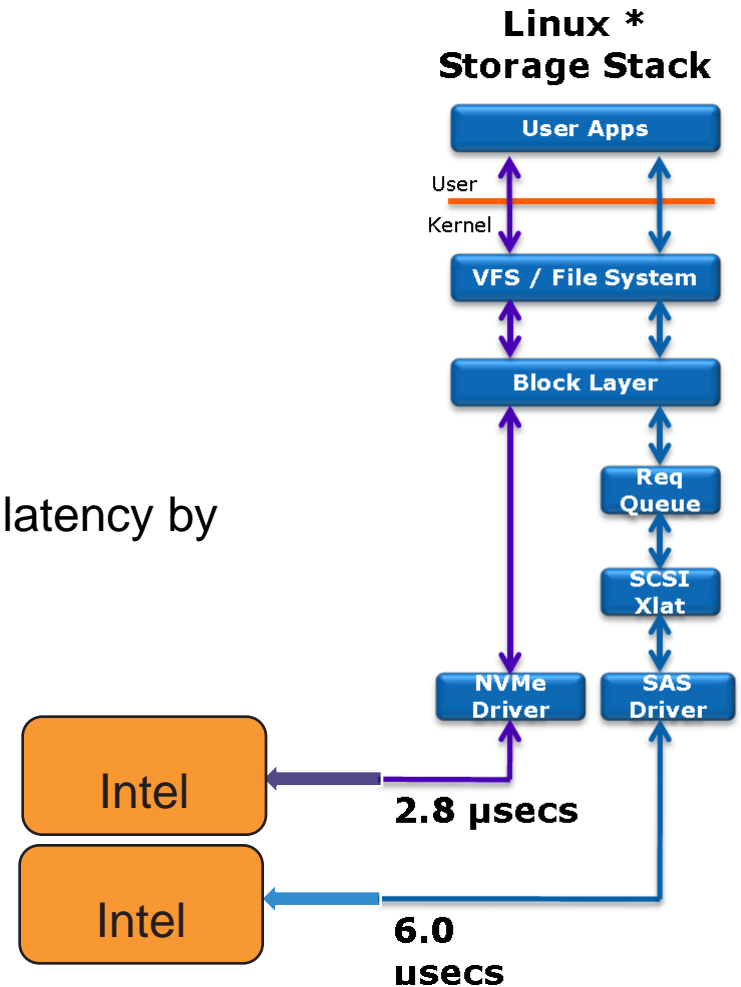 Linux *
Storage Stack
User Apps
User
Kernel
VFS / File System
Block Layer
Req
Queue
latency by
SCSI
Xlat
NVMe
Driver
SAS
Driver
Intel
2.8 µsecs
Intel
6.0
µsecs